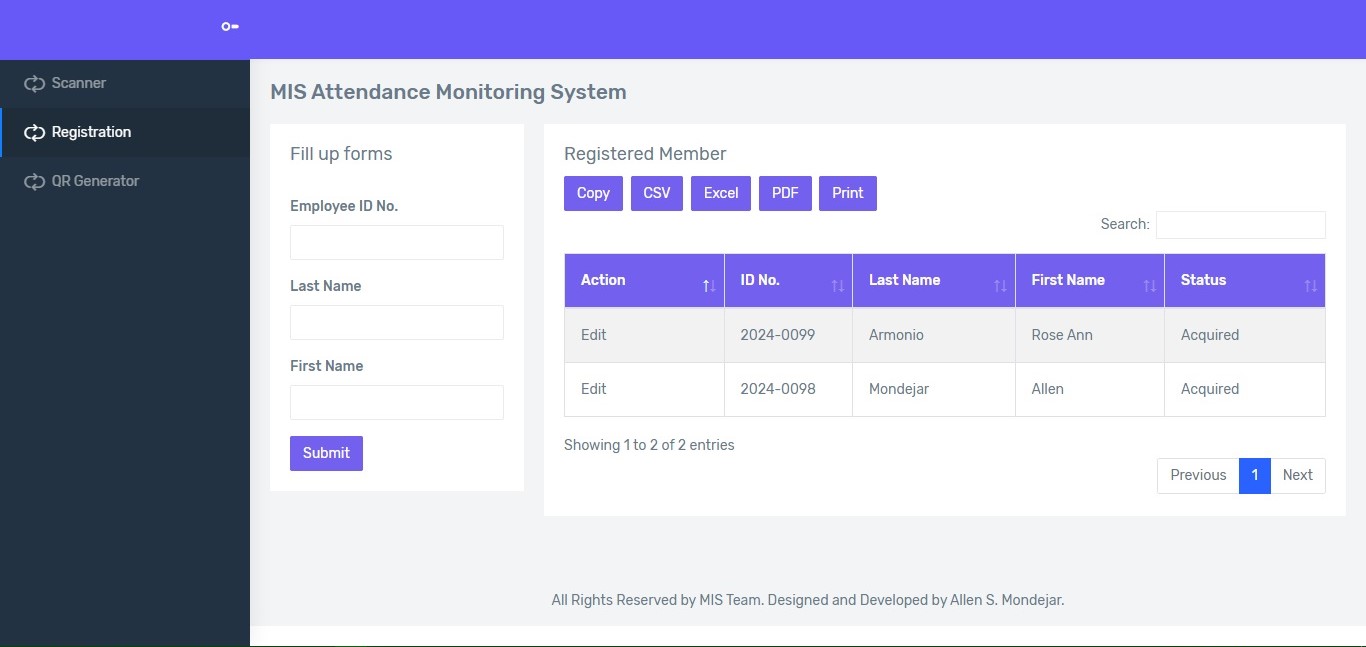 Scanner
Registration
QR Generator
MIS Attendance Monitoring System
Fill up forms
Employee ID No.
Last Name
First Name
Submit
Registered Member
Copy CSV Excel PDF Print
Search:
Action ID No. Last Name First Name Status
Edit 2024-0099 Armonio Rose Ann Acquired
Edit 2024-0098 Mondejar Allen Acquired
Showing 1 to 2 of 2 entries
Previous 1 Next
All Rights Reserved by MIS Team. Designed and Developed by Allen S. Mondejar.